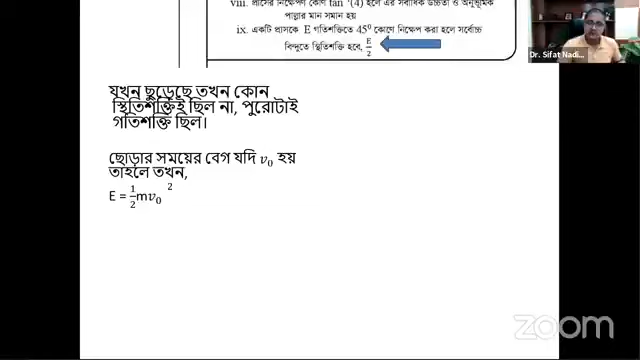 viii. প্রাসের নিক্ষেপণ কোণ tan⁻¹(4) হলে এর সর্বাধিক উচ্চতা ও অনুভূমিক
পাল্লার মান সমান হয়
ix. একটি প্রাসকে E গতিশক্তিতে 45⁰ কোণে নিক্ষেপ করা হলে সর্বোচ্চ
বিন্দুতে স্থিতিশক্তি হবে, E/2
Dr. Sifat Nadi...
যখন ছুড়েছে তখন কোন
স্থিতিশক্তিই ছিল না, পুরোটাই
গতিশক্তি ছিল।
ছোড়ার সময়ের বেগ যদি v₀ হয়
তাহলে তখন,
E = 1/2 mv₀²
zoom